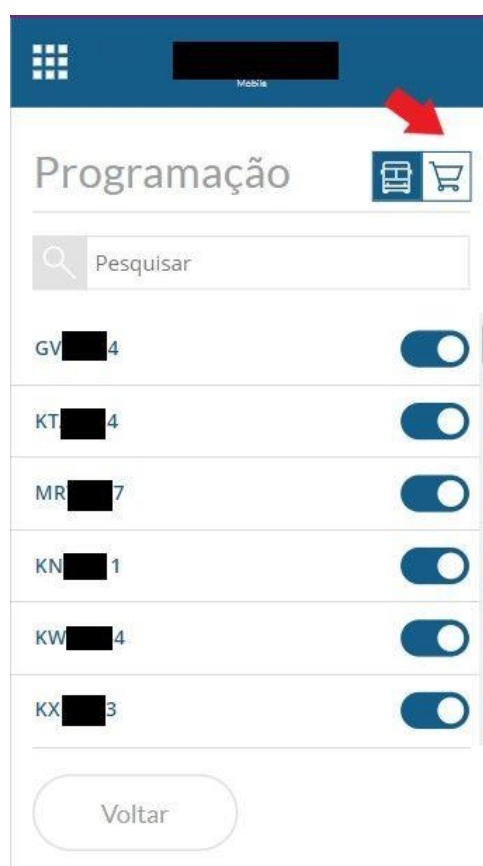 Mobile
Programação
Pesquisar
GV 4
KT 4
MR 7
KN 1
KW 4
KX 3
Voltar